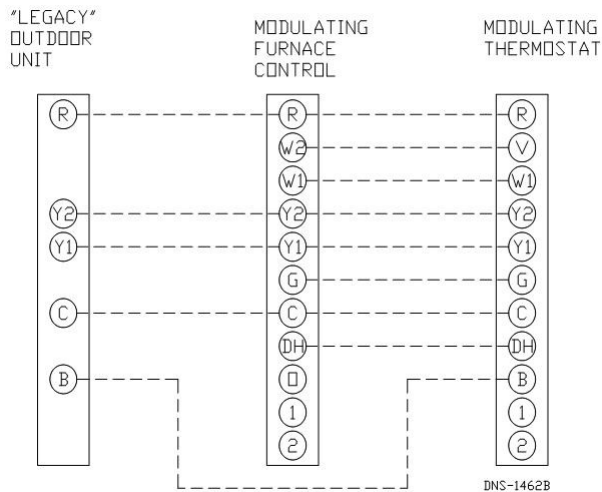 "LEGACY"
OUTDOOR
UNIT
MODULATING
FURNACE
CONTROL
MODULATING
THERMOSTAT
R
Y2
Y1
C
B
R
W2
W1
Y2
Y1
G
C
DH
O
1
2
R
V
W1
Y2
Y1
G
C
DH
B
1
2
DNS-1462B